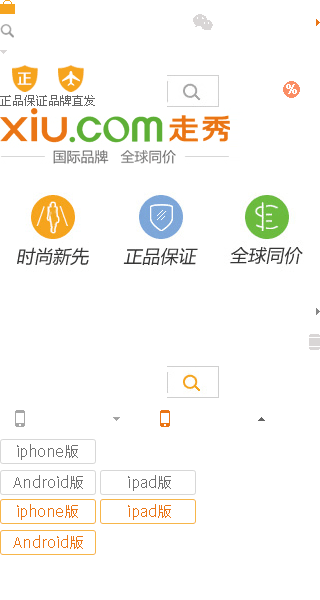 正
%
正品保证品牌直发
xiu.com 走秀
国际品牌 全球同价
时尚新先 正品保证 全球同价
iphone版
Android版 ipad版
iphone版 ipad版
Android版